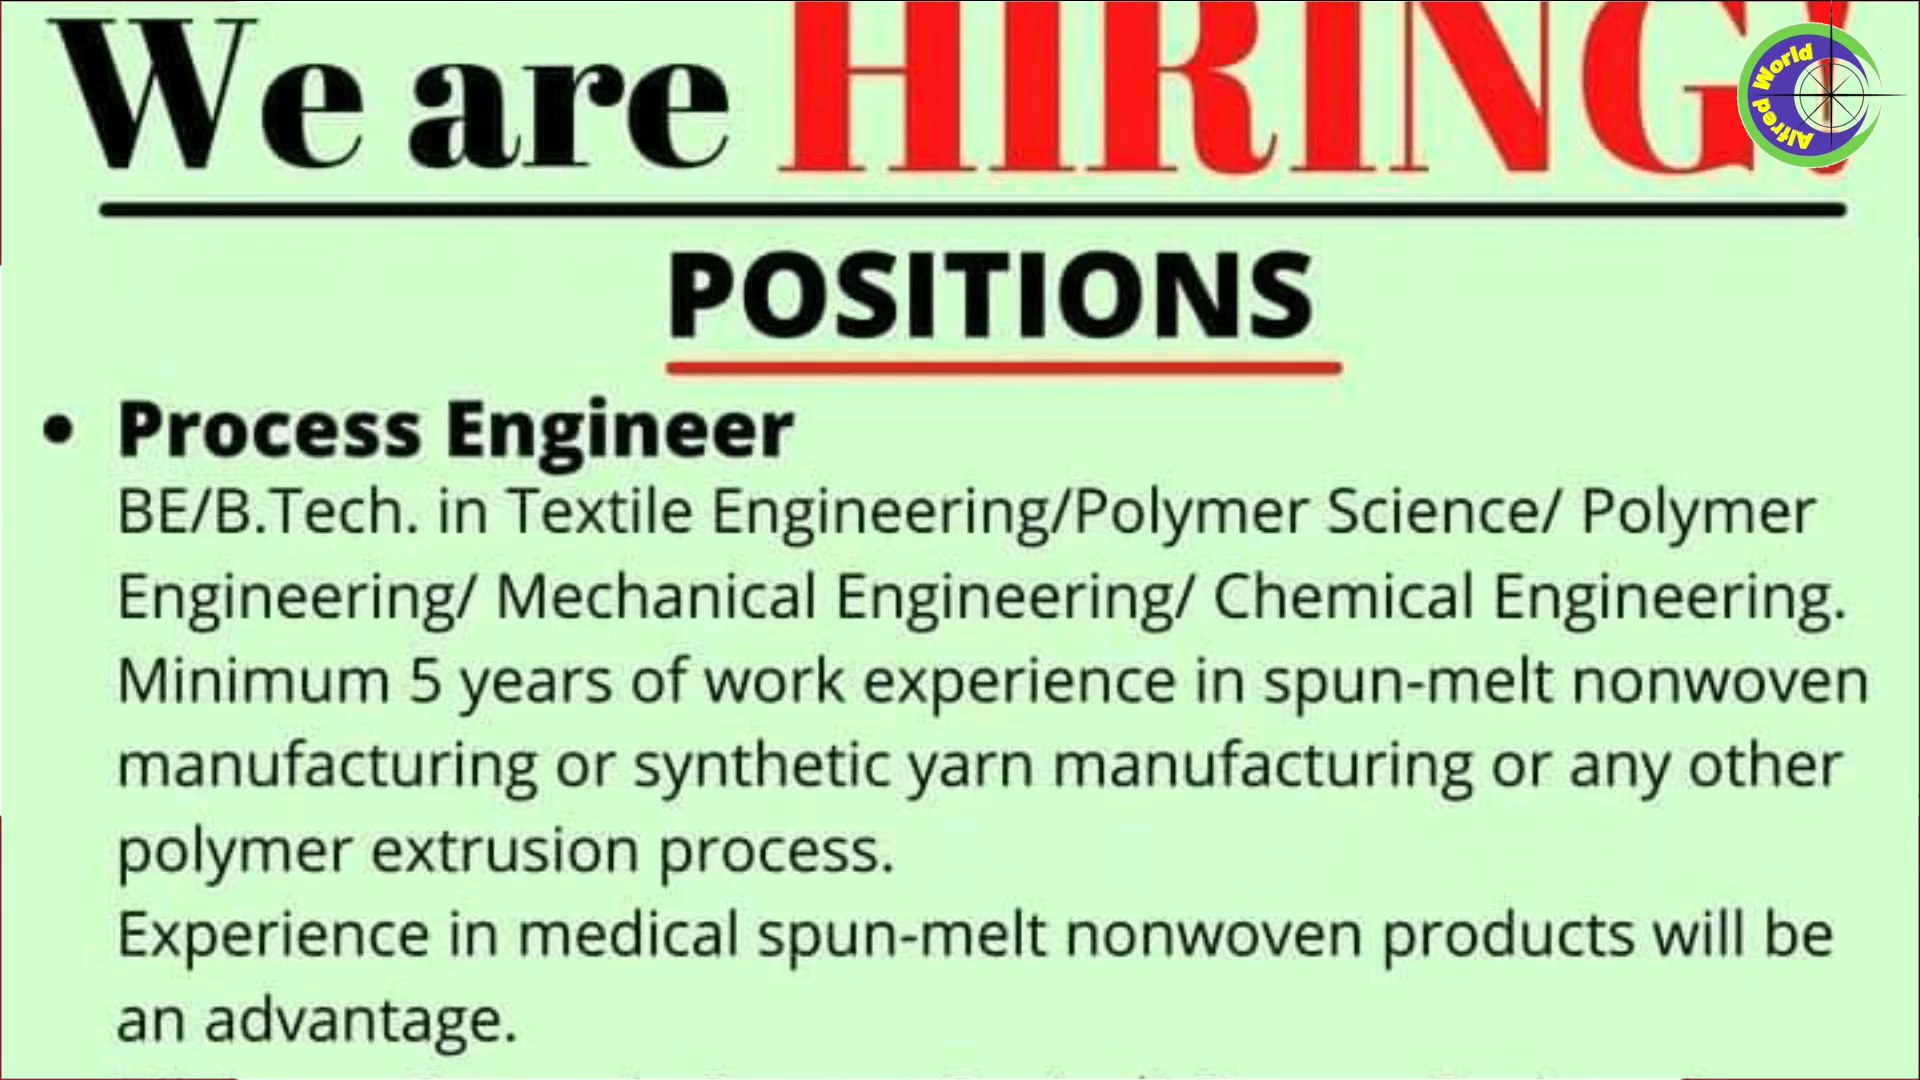 We are HIRING!
World
Alfred
POSITIONS
• Process Engineer
BE/B.Tech. in Textile Engineering/Polymer Science/ Polymer
Engineering/ Mechanical Engineering/ Chemical Engineering.
Minimum 5 years of work experience in spun-melt nonwoven
manufacturing or synthetic yarn manufacturing or any other
polymer extrusion process.
Experience in medical spun-melt nonwoven products will be
an advantage.